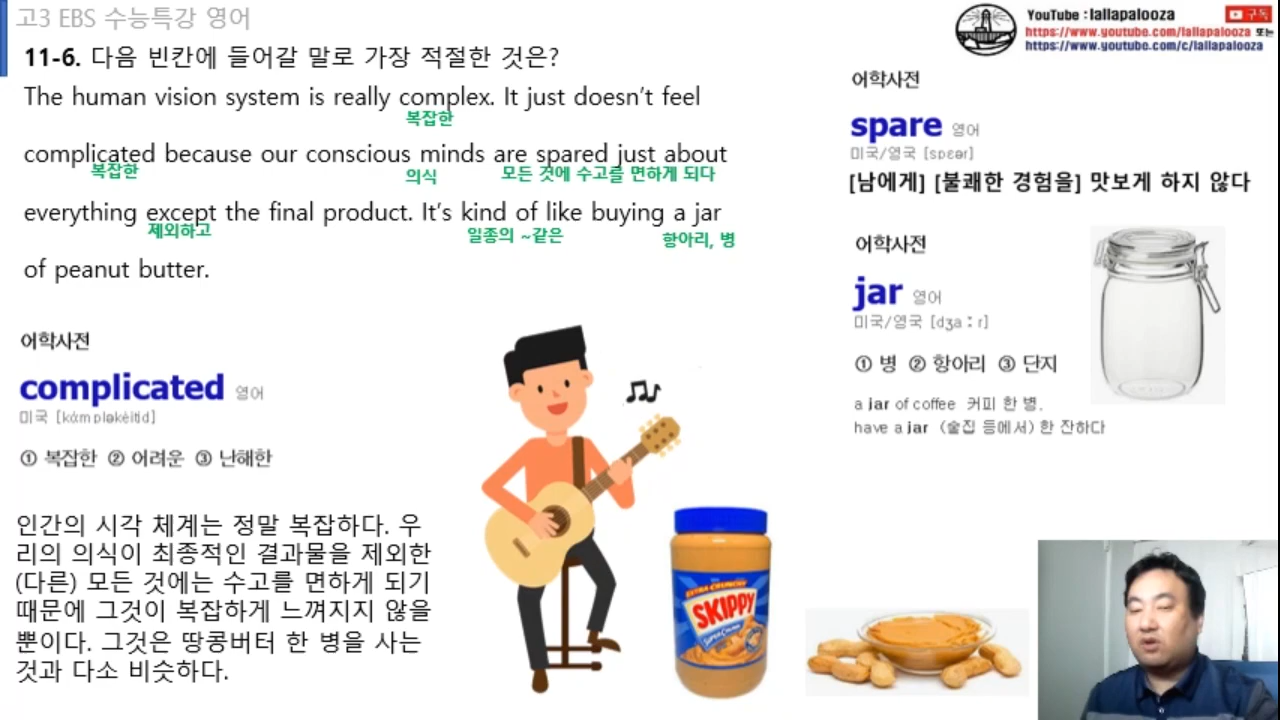 고3 EBS 수능특강 영어
YouTube : lallapalooza
구독
https://www.youtube.com/lallapalooza 또는
https://www.youtube.com/c/lallapalooza
11-6. 다음 빈칸에 들어갈 말로 가장 적절한 것은?
The human vision system is really complex. It just doesn’t feel
복잡한
complicated because our conscious minds are spared just about
복잡한 의식 모든 것에 수고를 면하게 되다
everything except the final product. It’s kind of like buying a jar
제외하고 일종의 ~같은 항아리, 병
of peanut butter.
어학사전
spare 영어
미국/영국 [spɛər]
[남에게] [불쾌한 경험을] 맛보게 하지 않다
어학사전
jar 영어
미국/영국 [dʒaːr]
① 병 ② 항아리 ③ 단지
a jar of coffee 커피 한 병.
have a jar (술집 등에서) 한 잔하다
어학사전
complicated 영어
미국 [kάmpləkèitid]
① 복잡한 ② 어려운 ③ 난해한
인간의 시각 체계는 정말 복잡하다. 우
리의 의식이 최종적인 결과물을 제외한
(다른) 모든 것에는 수고를 면하게 되기
때문에 그것이 복잡하게 느껴지지 않을
뿐이다. 그것은 땅콩버터 한 병을 사는
것과 다소 비슷하다.
SKIPPY